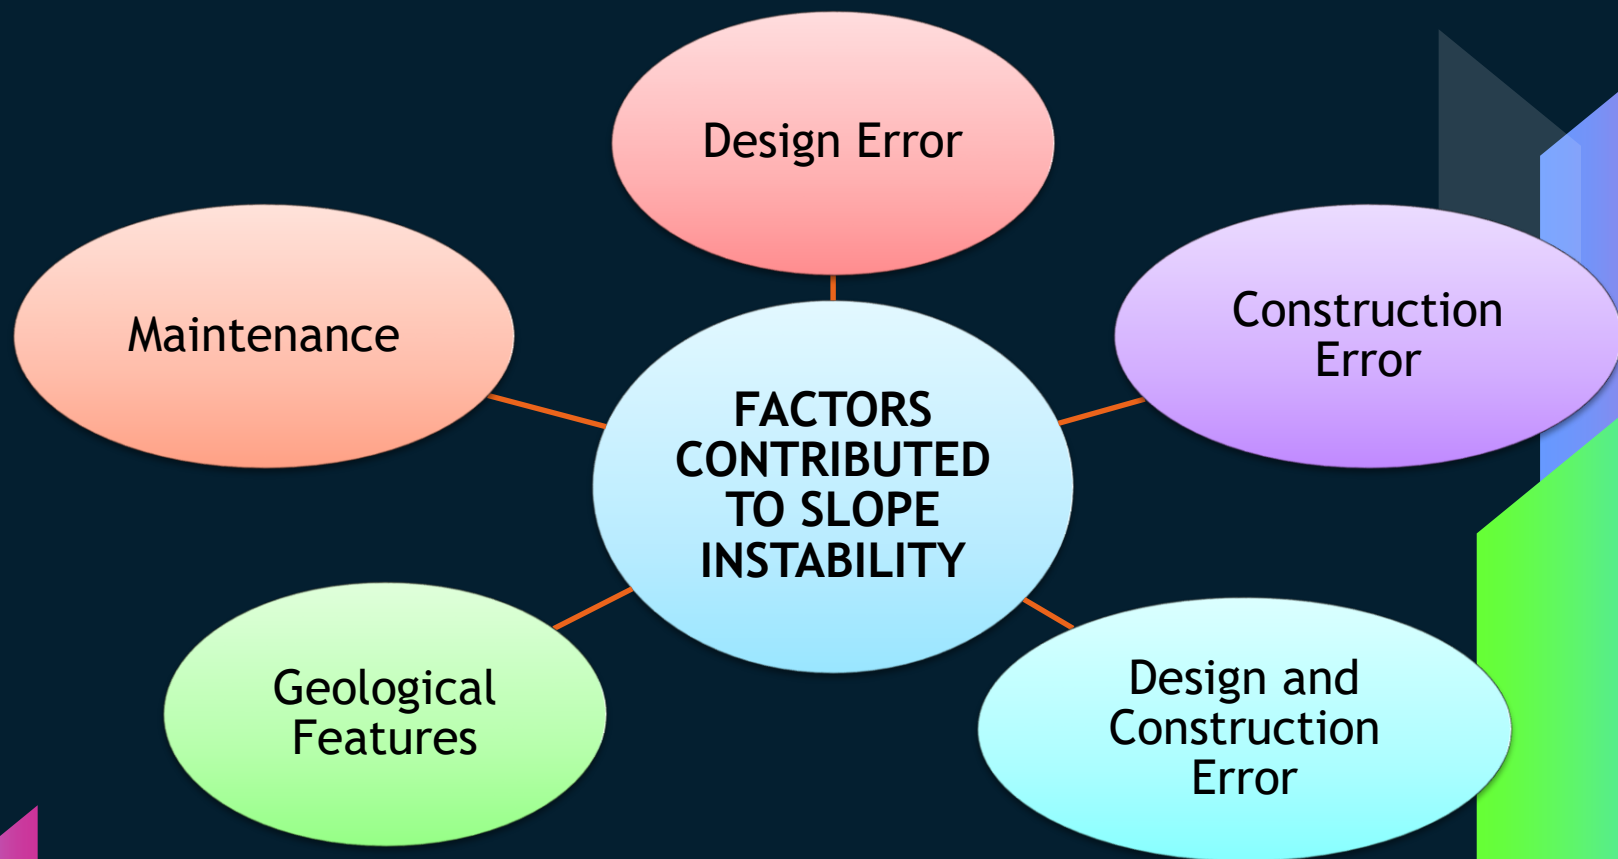 Design Error
Maintenance
Construction
Error
FACTORS
CONTRIBUTED
TO SLOPE
INSTABILITY
Geological
Features
Design and
Construction
Error